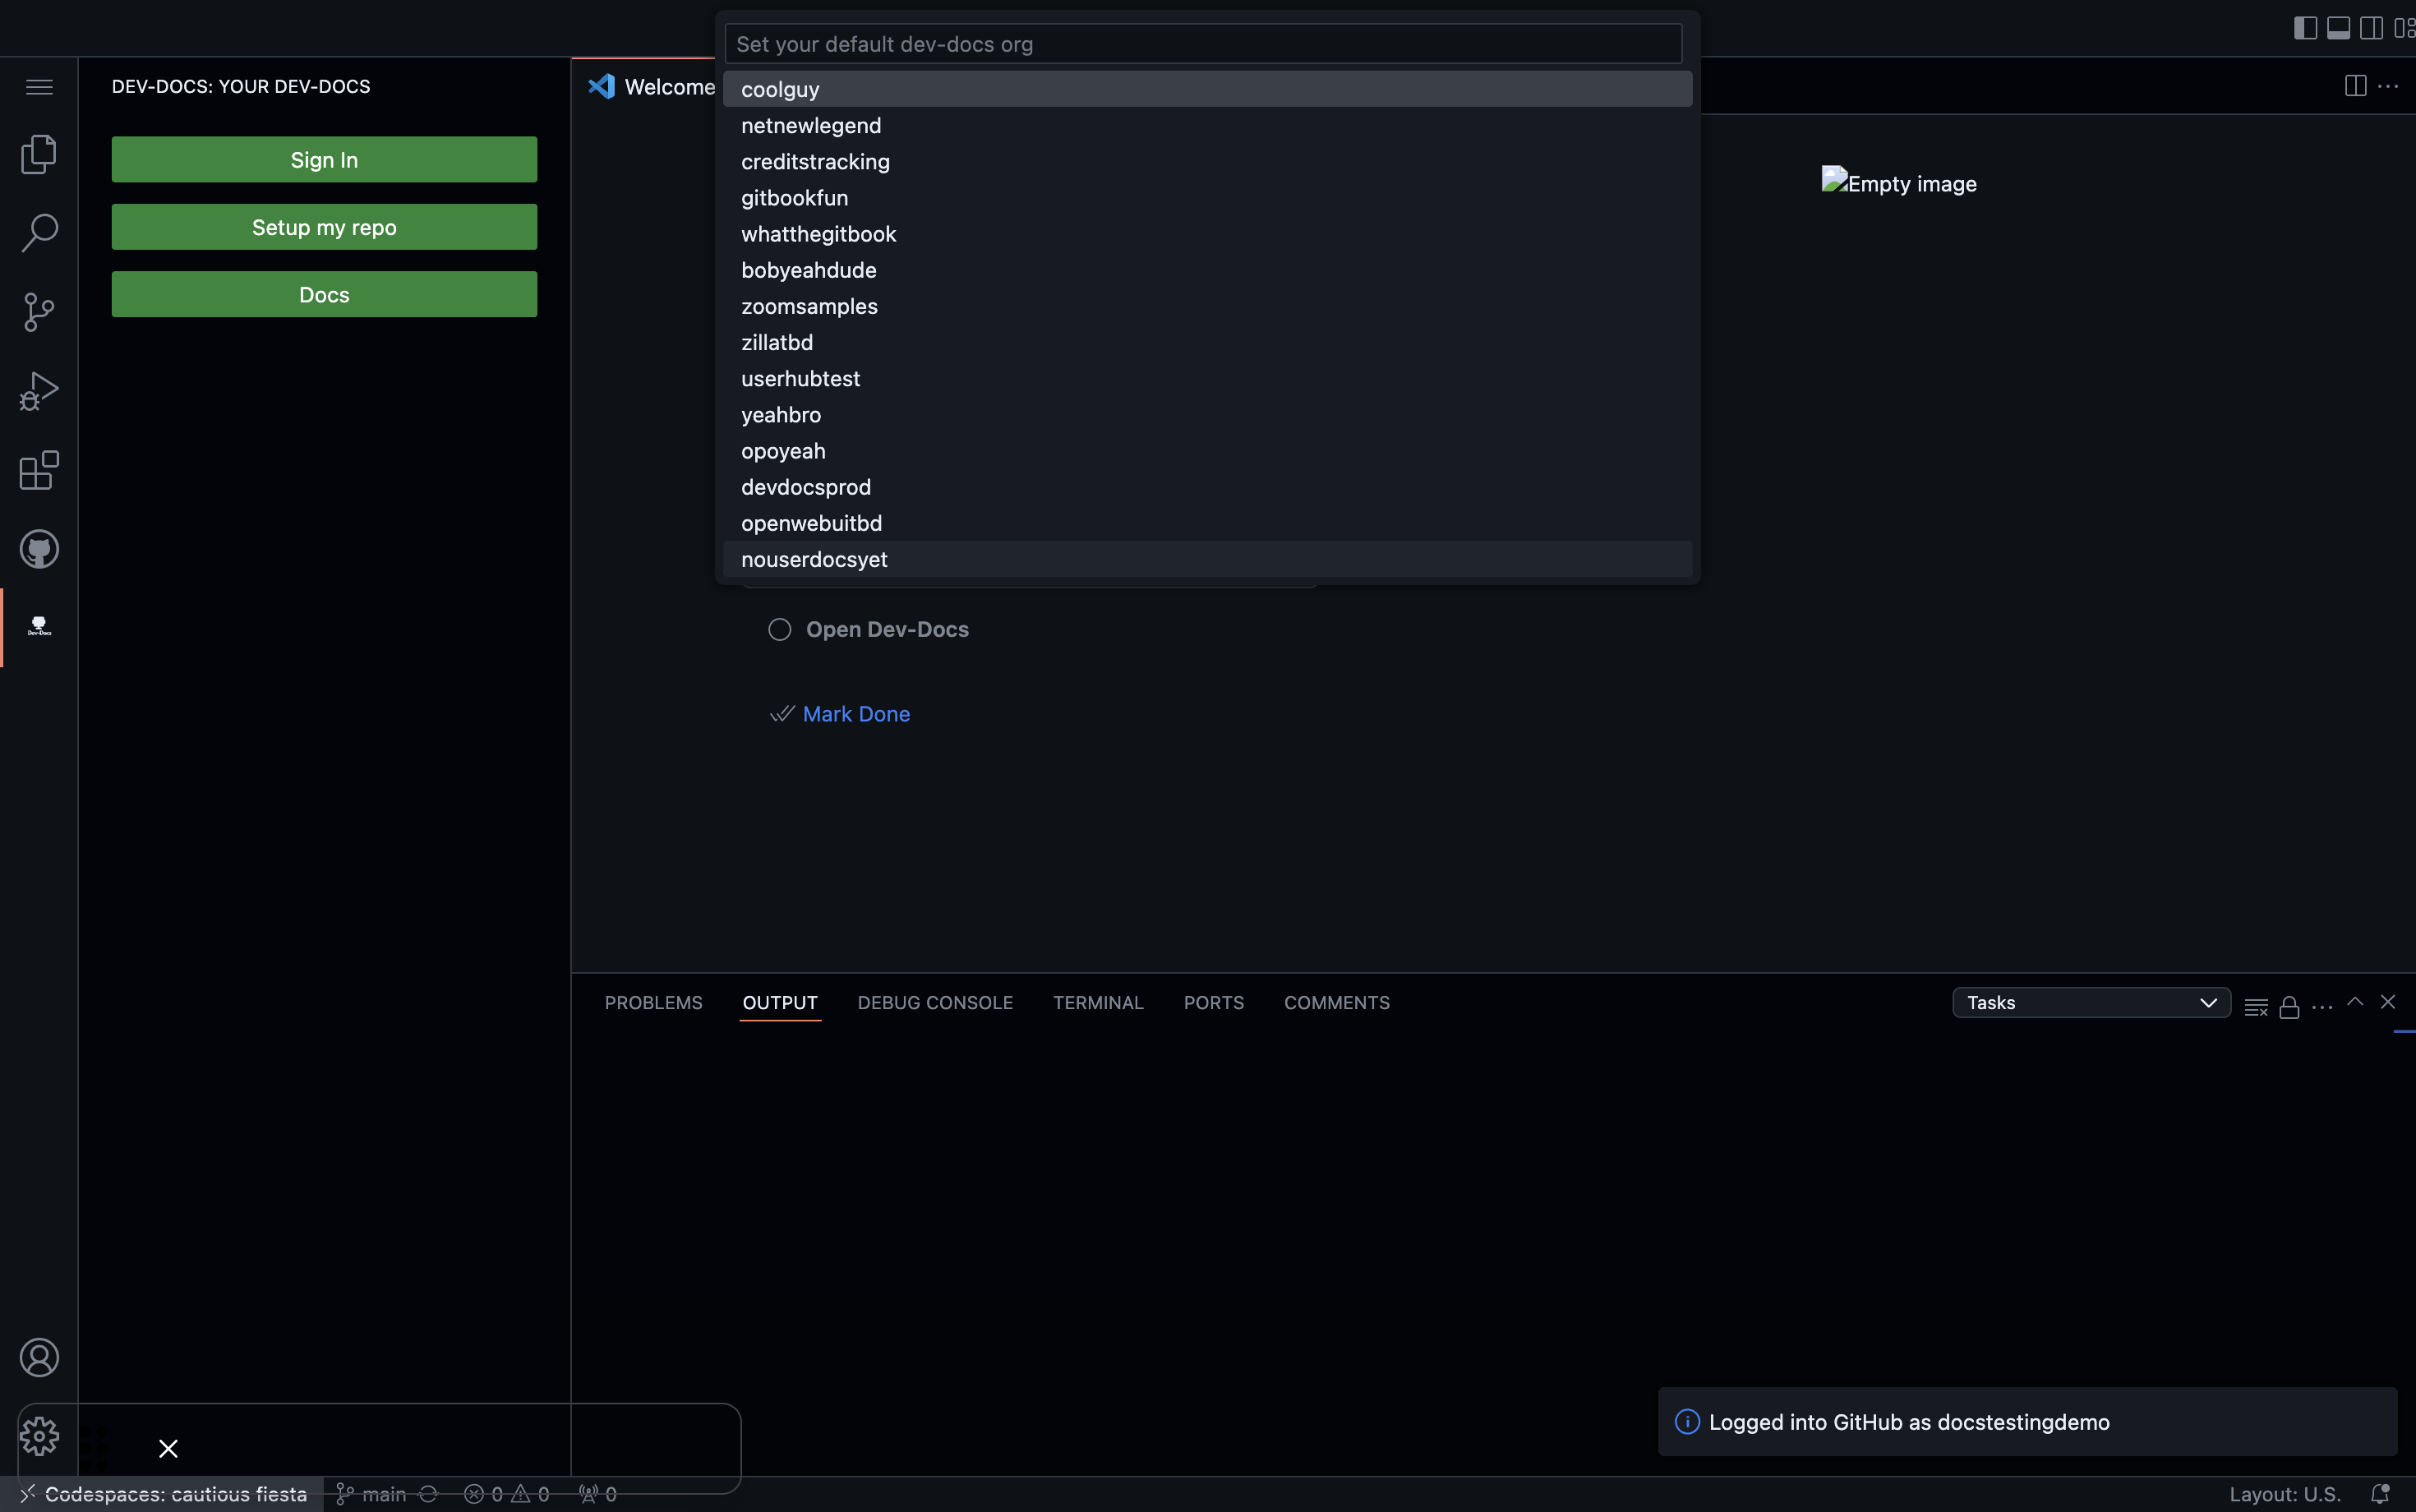 Set your default dev-docs org
coolguy
netnewlegend
creditstracking
gitbookfun
whatthegitbook
bobyeahdude
zoomsamples
zillatbd
userhubtest
yeahbro
opoyeah
devdocsprod
openwebuitbd
nouserdocsyet
DEV-DOCS: YOUR DEV-DOCS
Sign In
Setup my repo
Docs
Dev-Docs
Welcome
Empty image
Open Dev-Docs
Mark Done
PROBLEMS OUTPUT DEBUG CONSOLE TERMINAL PORTS COMMENTS
Tasks
Logged into GitHub as docstestingdemo
Codespaces: cautious fiesta main 0 0 0
Layout: U.S.